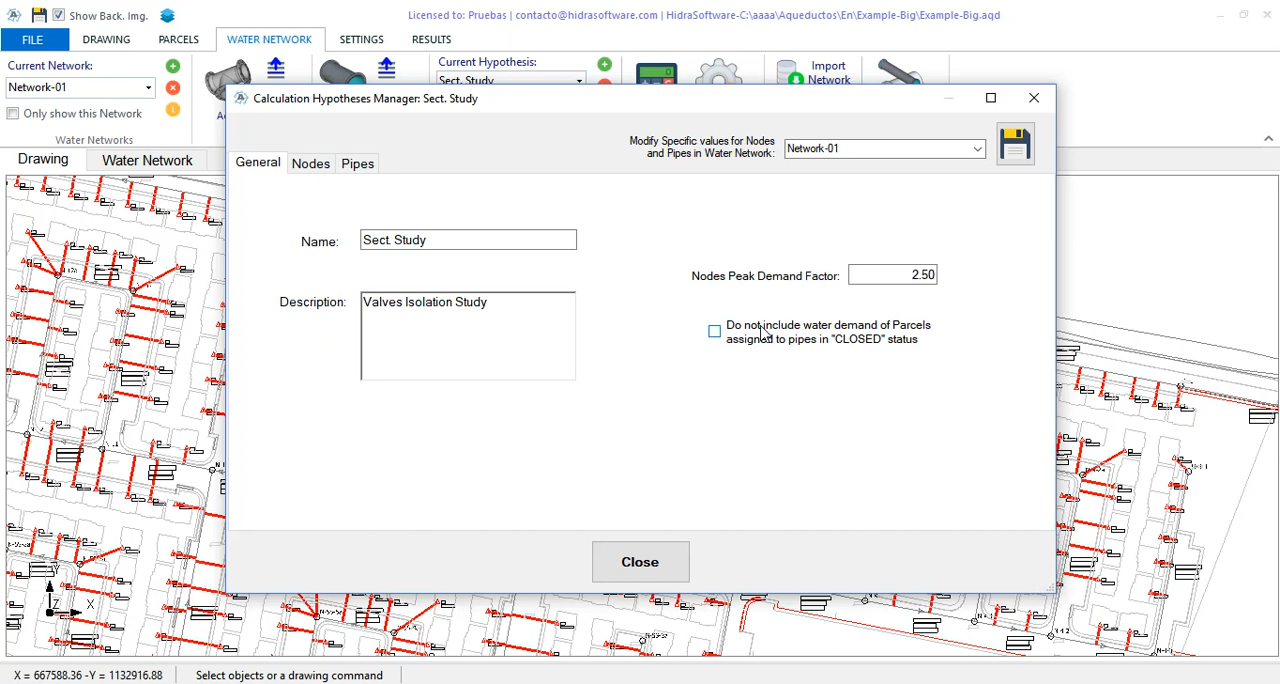 Show Back. Img.
Licensed to: Pruebas | contacto@hidrasoftware.com | HidraSoftware-C:\aaaa\Aqueductos\En\Example-Big\Example-Big.aqd
FILE
DRAWING
PARCELS
WATER NETWORK
SETTINGS
RESULTS
Current Network:
Network-01
Only show this Network
Water Networks
Current Hypothesis:
Sect. Study
Import
Network
Calculation Hypotheses Manager: Sect. Study
Modify Specific values for Nodes
and Pipes in Water Network:
Network-01
Drawing
Water Network
General
Nodes
Pipes
Name:
Sect. Study
Nodes Peak Demand Factor:
2.50
Description:
Valves Isolation Study
Do not include water demand of Parcels
assigned to pipes in "CLOSED" status
Close
X
X = 667588.36 -Y = 1132916.88
Select objects or a drawing command